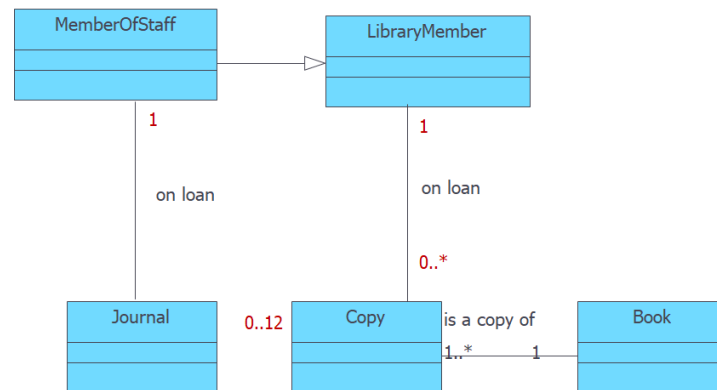 MemberOfStaff
LibraryMember
1
1
on loan
on loan
0..*
Journal
0..12
Copy
is a copy of
Book
1..*
1